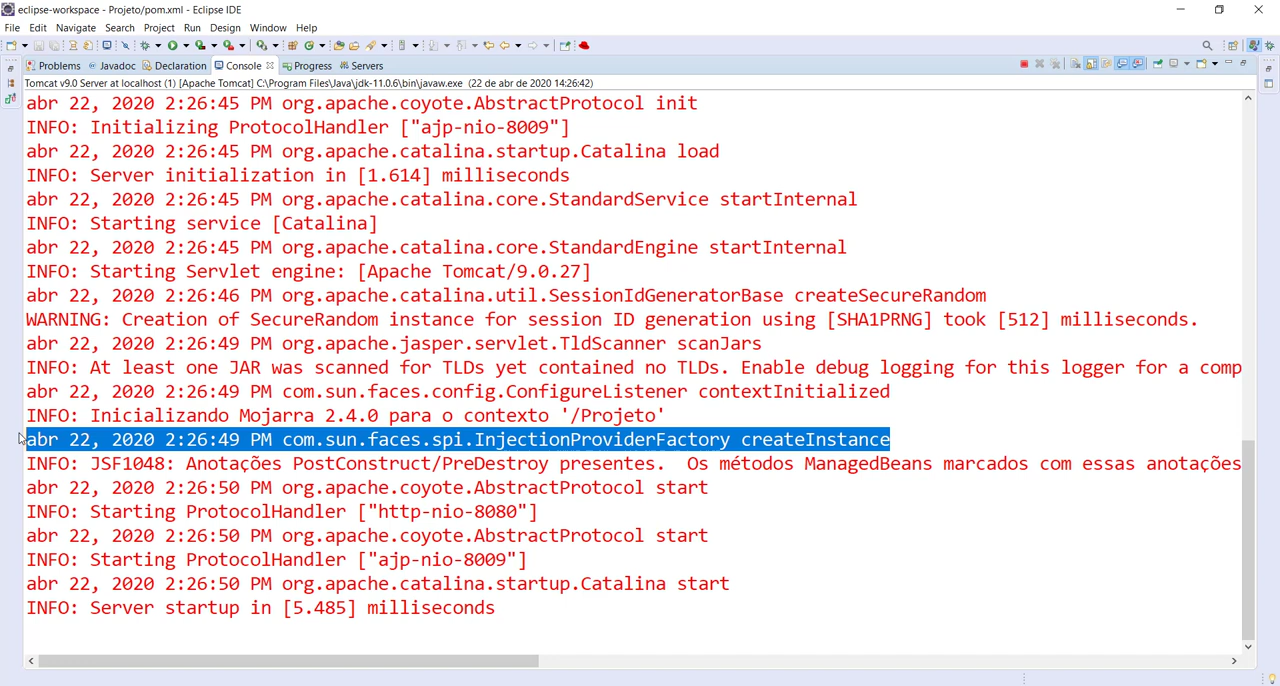 eclipse-workspace - Projeto/pom.xml - Eclipse IDE
File Edit Navigate Search Project Run Design Window Help
Problems Javadoc Declaration Console Progress Servers
Tomcat v9.0 Server at localhost (1) [Apache Tomcat] C:\Program Files\Java\jdk-11.0.6\bin\javaw.exe (22 de abr de 2020 14:26:42)
abr 22, 2020 2:26:45 PM org.apache.coyote.AbstractProtocol init
INFO: Initializing ProtocolHandler ["ajp-nio-8009"]
abr 22, 2020 2:26:45 PM org.apache.catalina.startup.Catalina load
INFO: Server initialization in [1.614] milliseconds
abr 22, 2020 2:26:45 PM org.apache.catalina.core.StandardService startInternal
INFO: Starting service [Catalina]
abr 22, 2020 2:26:45 PM org.apache.catalina.core.StandardEngine startInternal
INFO: Starting Servlet engine: [Apache Tomcat/9.0.27]
abr 22, 2020 2:26:46 PM org.apache.catalina.util.SessionIdGeneratorBase createSecureRandom
WARNING: Creation of SecureRandom instance for session ID generation using [SHA1PRNG] took [512] milliseconds.
abr 22, 2020 2:26:49 PM org.apache.jasper.servlet.TldScanner scanJars
INFO: At least one JAR was scanned for TLDs yet contained no TLDs. Enable debug logging for this logger for a comp
abr 22, 2020 2:26:49 PM com.sun.faces.config.ConfigureListener contextInitialized
INFO: Inicializando Mojarra 2.4.0 para o contexto '/Projeto'
abr 22, 2020 2:26:49 PM com.sun.faces.spi.InjectionProviderFactory createInstance
INFO: JSF1048: Anotações PostConstruct/PreDestroy presentes. Os métodos ManagedBeans marcados com essas anotações
abr 22, 2020 2:26:50 PM org.apache.coyote.AbstractProtocol start
INFO: Starting ProtocolHandler ["http-nio-8080"]
abr 22, 2020 2:26:50 PM org.apache.coyote.AbstractProtocol start
INFO: Starting ProtocolHandler ["ajp-nio-8009"]
abr 22, 2020 2:26:50 PM org.apache.catalina.startup.Catalina start
INFO: Server startup in [5.485] milliseconds